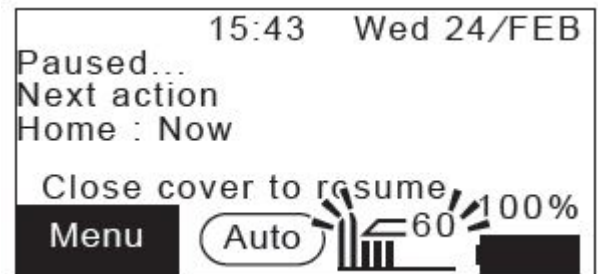 15:43 Wed 24/FEB
Paused...
Next action
Home : Now
Close cover to resume
100%
Menu Auto 60